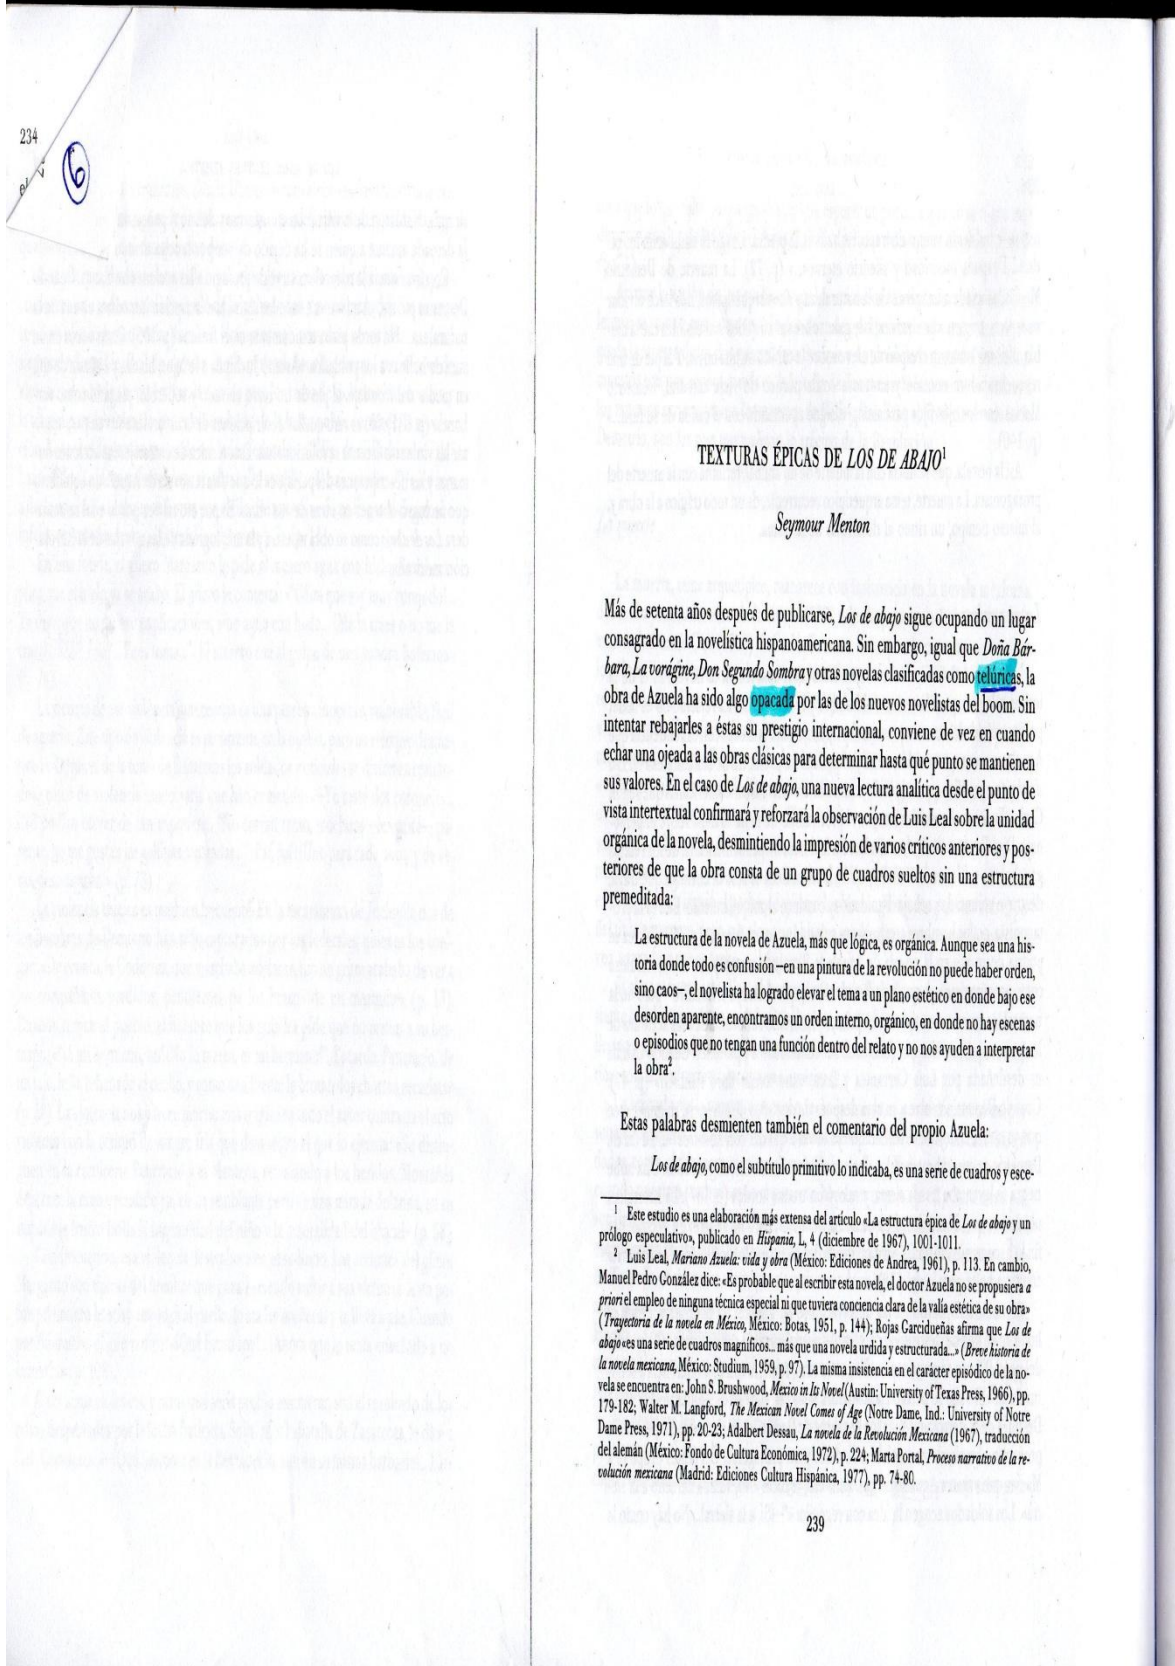 234
6
TEXTURAS ÉPICAS DE LOS DE ABAJO¹
Seymour Menton
Más de setenta años después de publicarse, Los de abajo sigue ocupando un lugar
consagrado en la novelística hispanoamericana. Sin embargo, igual que Doña Bár-
bara, La vorágine, Don Segundo Sombra y otras novelas clasificadas como telúricas, la
obra de Azuela ha sido algo opacada por las de los nuevos novelistas del boom. Sin
intentar rebajarles a éstas su prestigio internacional, conviene de vez en cuando
echar una ojeada a las obras clásicas para determinar hasta qué punto se mantienen
sus valores. En el caso de Los de abajo, una nueva lectura analítica desde el punto de
vista intertextual confirmará y reforzará la observación de Luis Leal sobre la unidad
orgánica de la novela, desmintiendo la impresión de varios críticos anteriores y pos-
teriores de que la obra consta de un grupo de cuadros sueltos sin una estructura
premeditada:
La estructura de la novela de Azuela, más que lógica, es orgánica. Aunque sea una his-
toria donde todo es confusión –en una pintura de la revolución no puede haber orden,
sino caos–, el novelista ha logrado elevar el tema a un plano estético en donde bajo ese
desorden aparente, encontramos un orden interno, orgánico, en donde no hay escenas
o episodios que no tengan una función dentro del relato y no nos ayuden a interpretar
la obra².
Estas palabras desmienten también el comentario del propio Azuela:
Los de abajo, como el subtítulo primitivo lo indicaba, es una serie de cuadros y esce-
¹ Este estudio es una elaboración más extensa del artículo «La estructura épica de Los de abajo y un
prólogo especulativo», publicado en Hispania, L, 4 (diciembre de 1967), 1001-1011.
² Luis Leal, Mariano Azuela: vida y obra (México: Ediciones de Andrea, 1961), p. 113. En cambio,
Manuel Pedro González dice: «Es probable que al escribir esta novela, el doctor Azuela no se propusiera a
priori el empleo de ninguna técnica especial ni que tuviera conciencia clara de la valía estética de su obra»
(Trayectoria de la novela en México, México: Botas, 1951, p. 144); Rojas Garcidueñas afirma que Los de
abajo «es una serie de cuadros magníficos... más que una novela urdida y estructurada...» (Breve historia de
la novela mexicana, México: Studium, 1959, p. 97). La misma insistencia en el carácter episódico de la no-
vela se encuentra en: John S. Brushwood, Mexico in Its Novel (Austin: University of Texas Press, 1966), pp.
179-182; Walter M. Langford, The Mexican Novel Comes of Age (Notre Dame, Ind.: University of Notre
Dame Press, 1971), pp. 20-23; Adalbert Dessau, La novela de la Revolución Mexicana (1967), traducción
del alemán (México: Fondo de Cultura Económica, 1972), p. 224; Marta Portal, Proceso narrativo de la re-
volución mexicana (Madrid: Ediciones Cultura Hispánica, 1977), pp. 74-80.
239